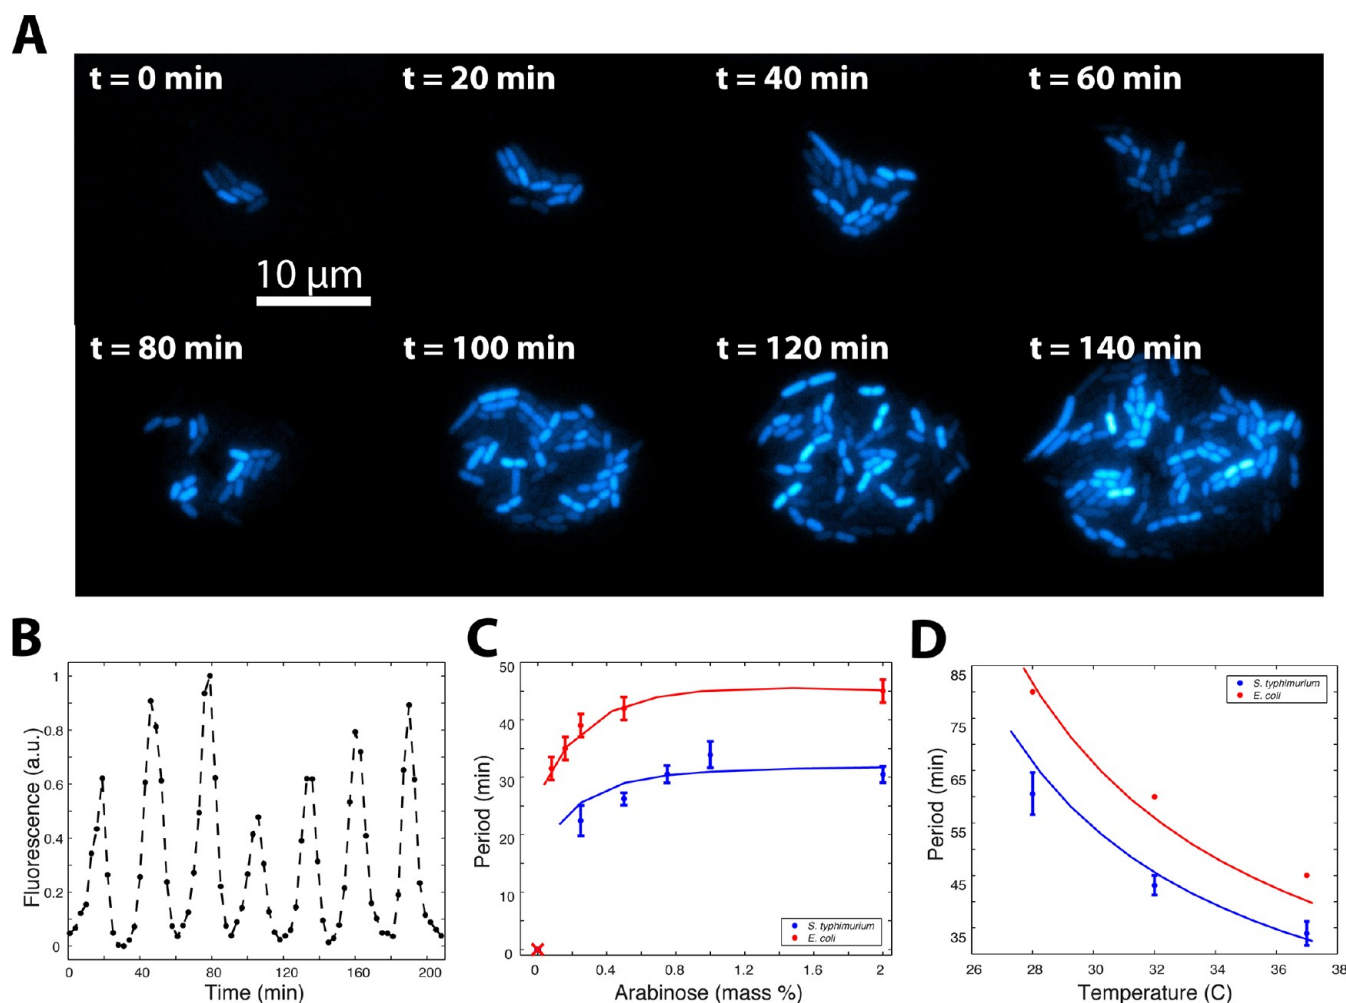 A
t = 0 min
t = 20 min
t = 40 min
t = 60 min
10 µm
t = 80 min
t = 100 min
t = 120 min
t = 140 min
B
1
0.8
0.6
0.4
0.2
0
Fluorescence (a.u.)
0 40 80 120 160 200
Time (min)
C
50
40
30
20
10
0
Period (min)
S. typhimurium
E. coli
0 0.4 0.8 1.2 1.6 2
Arabinose (mass %)
D
85
75
65
55
45
35
Period (min)
S. typhimurium
E. coli
26 28 30 32 34 36 38
Temperature (C)